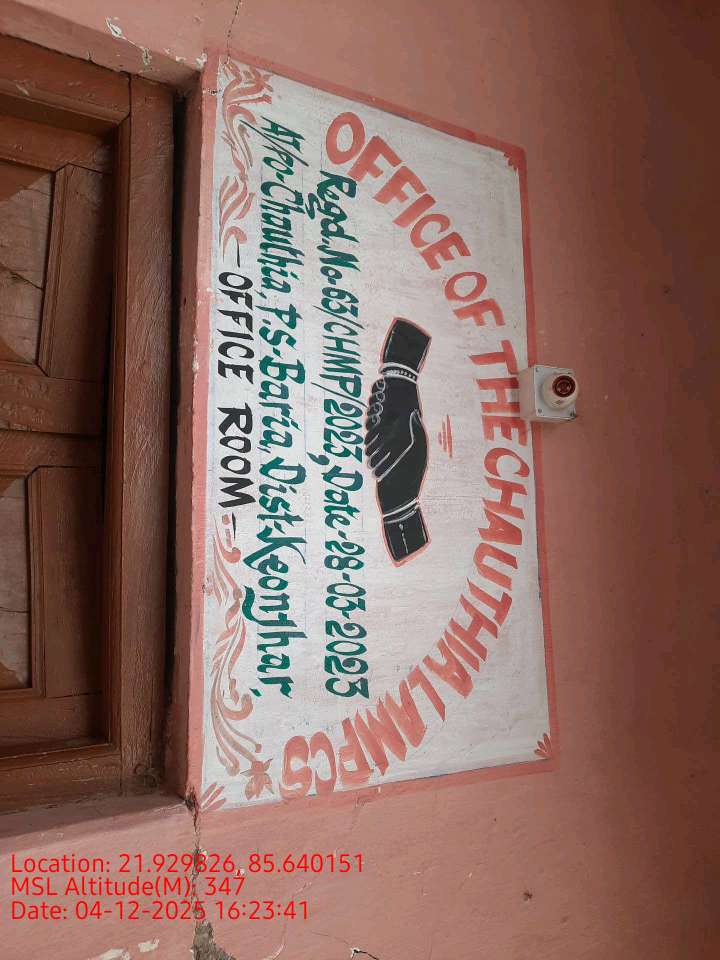 OFFICE OF THE CHAUTHIA LAMPCS
Regd. No-63/CHMP/2023, Date-28-03-2023
At/po-Chauthia, P.S-Baria, Dist-Keonjhar,
-OFFICE ROOM-
Location: 21.929826, 85.640151
MSL Altitude(M): 347
Date: 04-12-2025 16:23:41